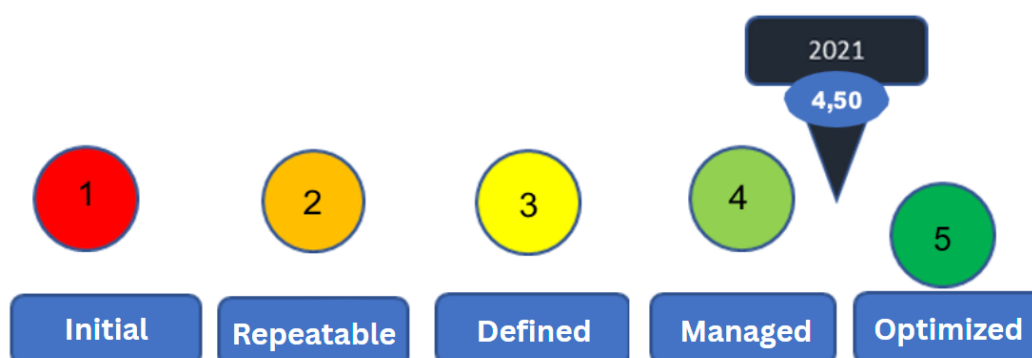 2021
4,50
1
2
3
4
5
Initial
Repeatable
Defined
Managed
Optimized